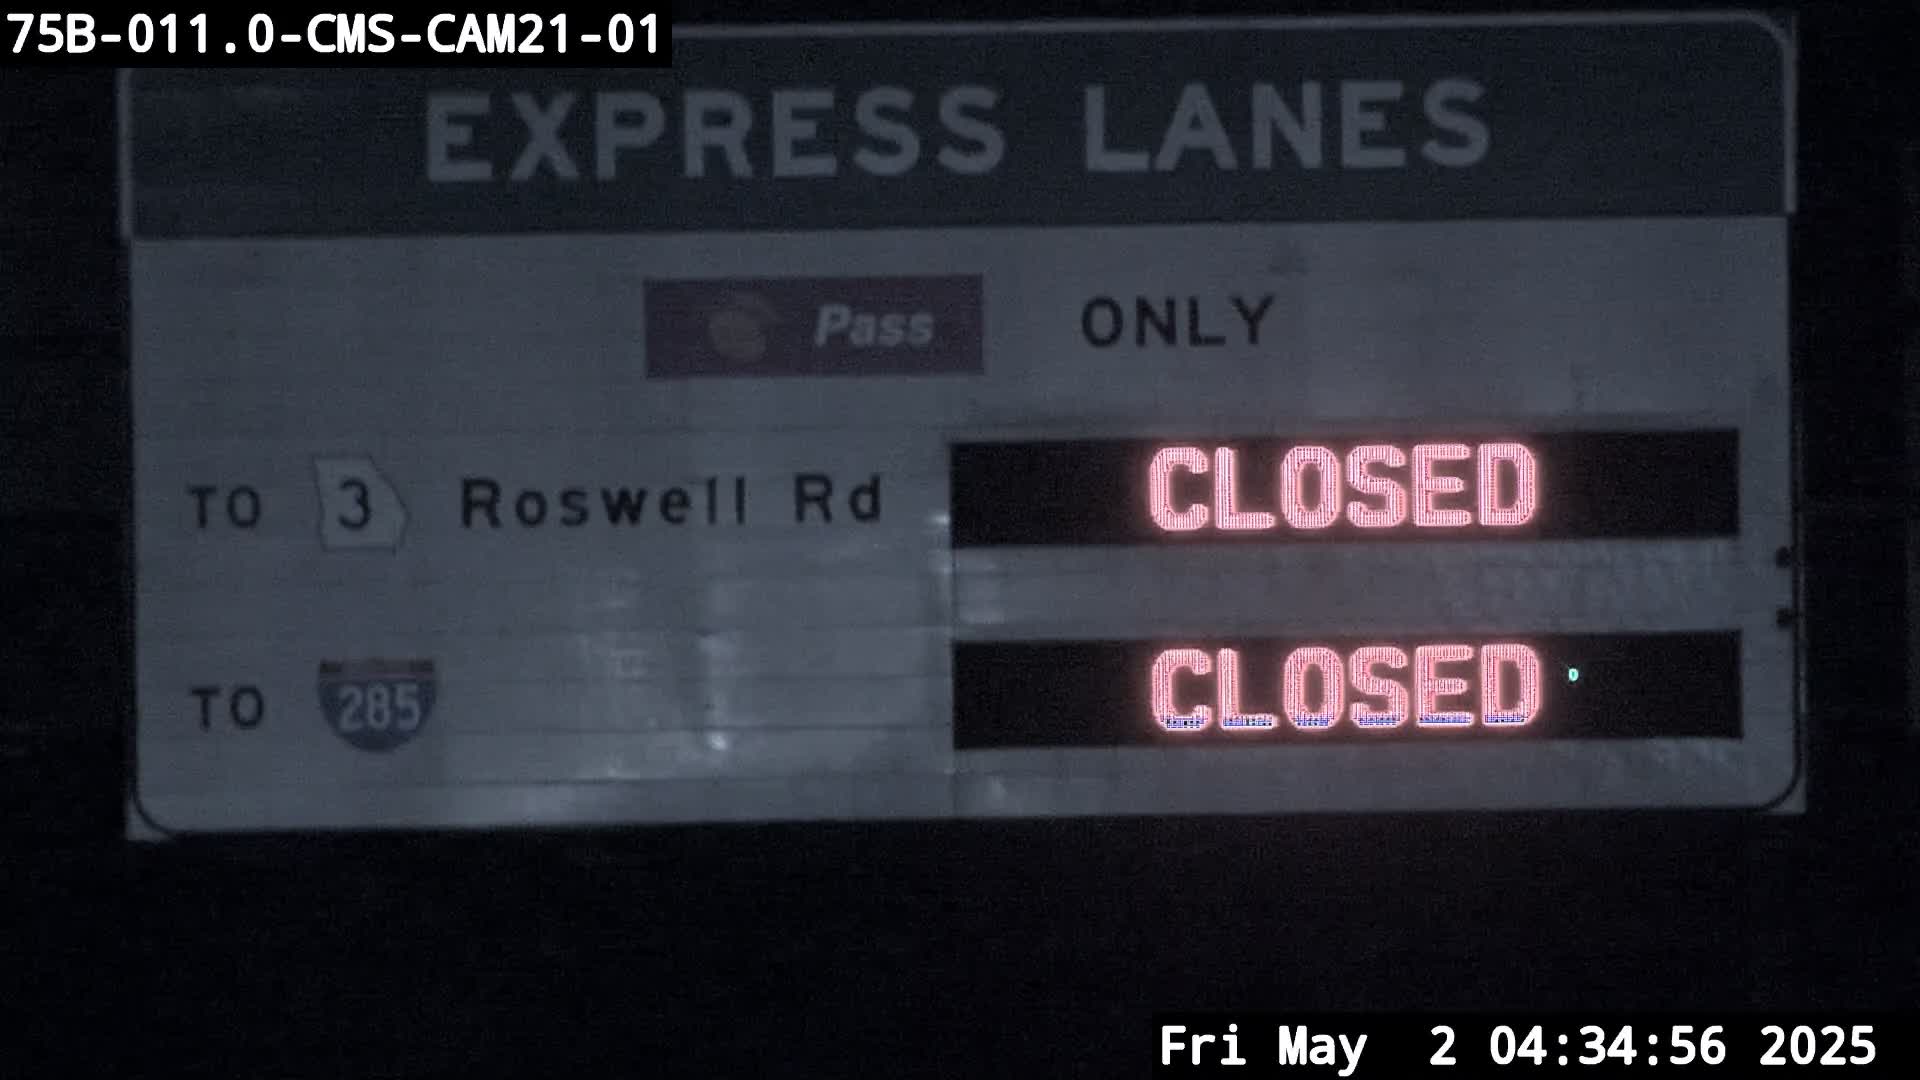 75B-011.0-CMS-CAM21-01
EXPRESS LANES
Pass ONLY
TO 3 Roswell Rd CLOSED
TO 285 CLOSED
Fri May 2 04:34:56 2025